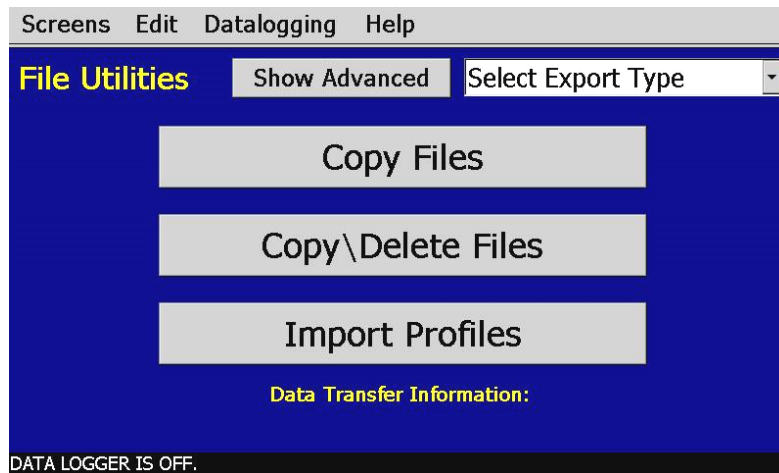 Screens Edit Datalogging Help
File Utilities Show Advanced Select Export Type
Copy Files
Copy\Delete Files
Import Profiles
Data Transfer Information:
DATA LOGGER IS OFF.